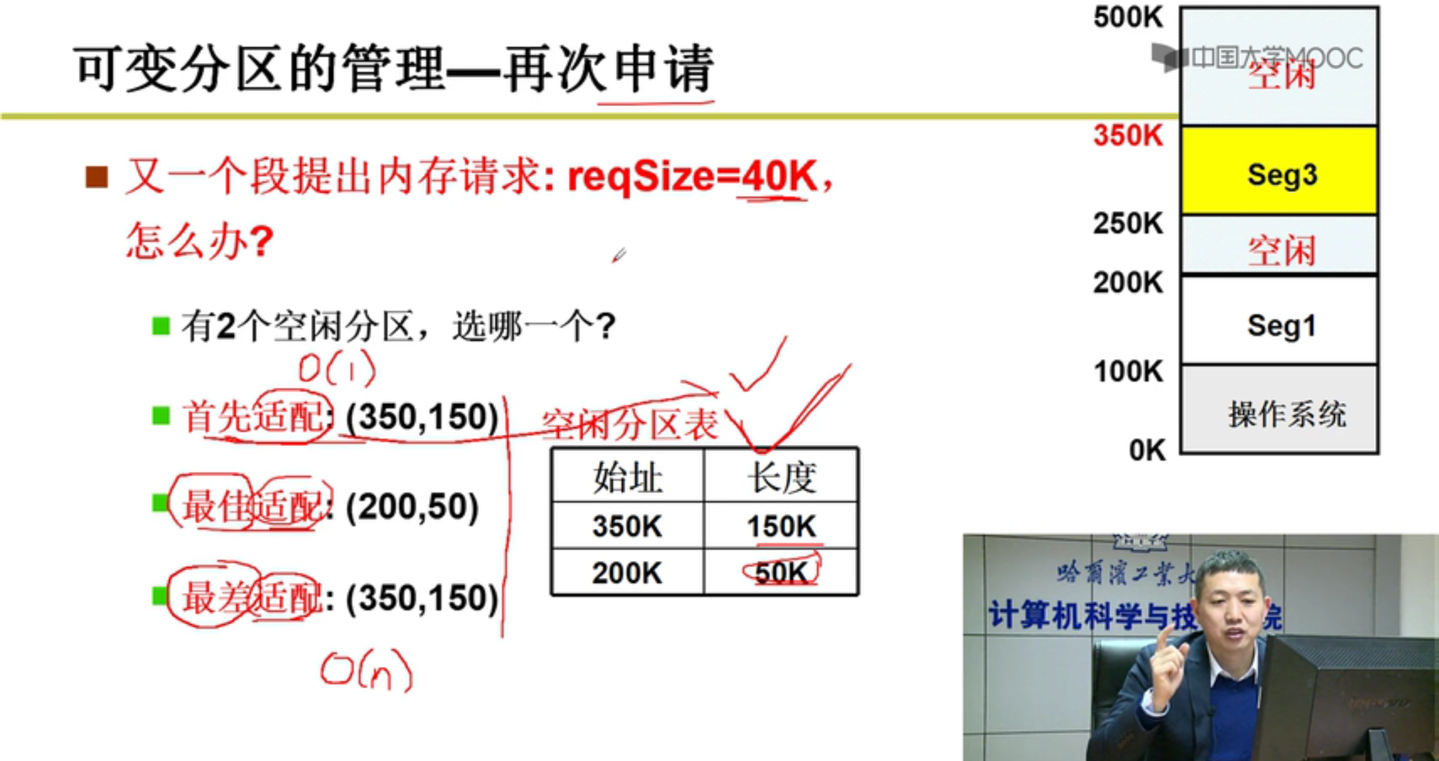 可变分区的管理—再次申请
又一个段提出内存请求: reqSize=40K，
怎么办?
有2个空闲分区，选哪一个?
O(1)
首先适配: (350,150)
最佳适配: (200,50)
最差适配: (350,150)
O(n)
空闲分区表
始址 长度
350K 150K
200K 50K
500K
中国大学MOOC
空闲
350K
Seg3
250K
空闲
200K
Seg1
100K
操作系统
0K
哈尔滨工業大
计算机科学与技
院